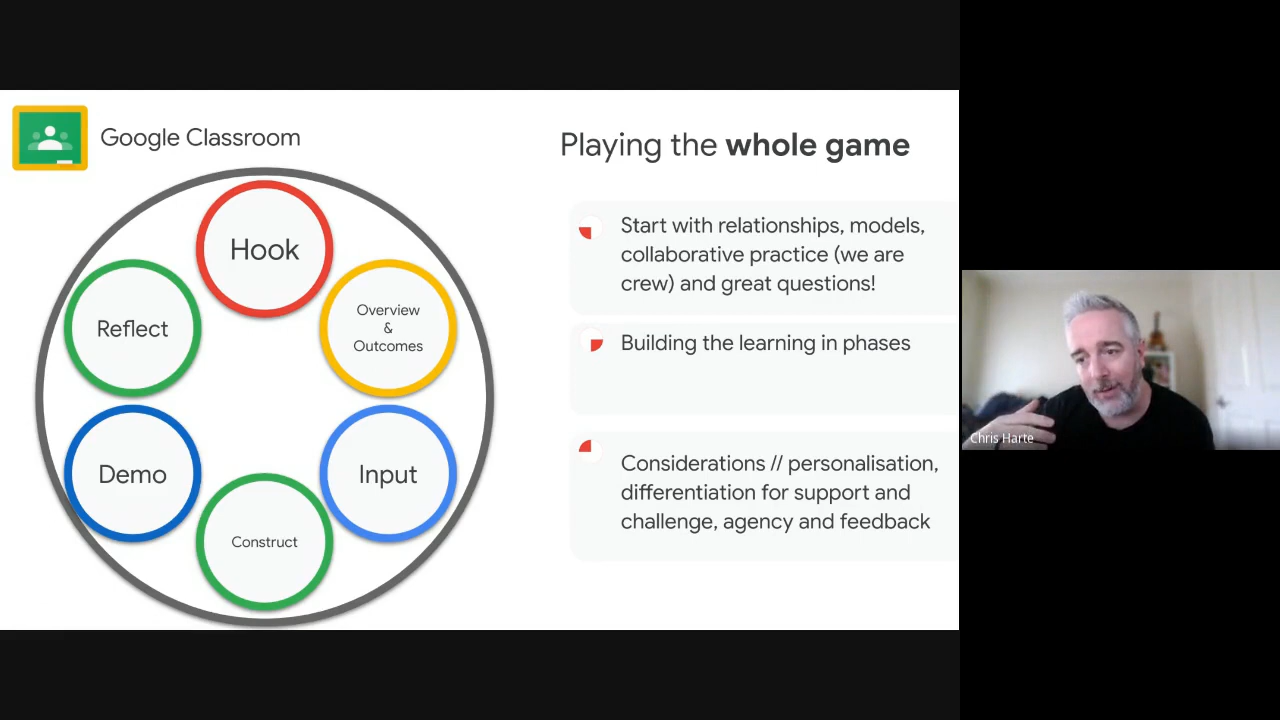 Google Classroom
Hook
Overview
&
Outcomes
Input
Construct
Demo
Reflect
Playing the whole game
Start with relationships, models,
collaborative practice (we are
crew) and great questions!
Building the learning in phases
Considerations // personalisation,
differentiation for support and
challenge, agency and feedback
Chris Harte